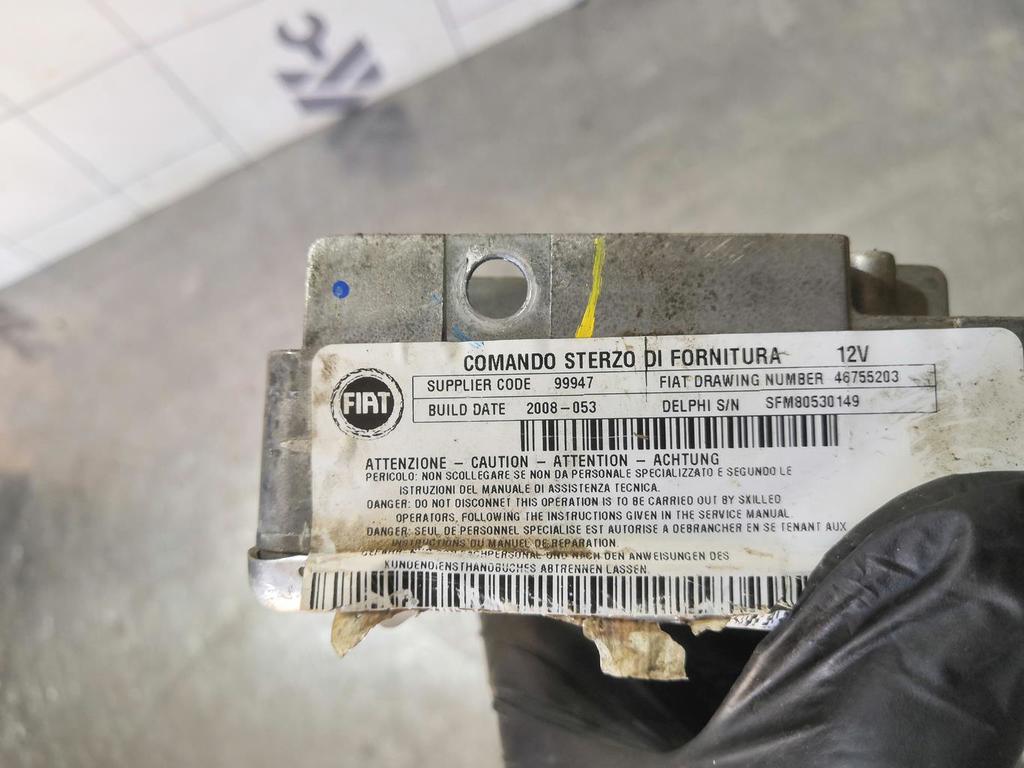 COMANDO STERZO DI FORNITURA 12V
FIAT
SUPPLIER CODE 99947 FIAT DRAWING NUMBER 46755203
BUILD DATE 2008-053 DELPHI S/N SFM80530149
ATTENZIONE - CAUTION - ATTENTION - ACHTUNG
PERICOLO: NON SCOLLEGARE SE NON DA PERSONALE SPECIALIZZATO E SEGUNDO LE
ISTRUZIONI DEL MANUALE DI ASSISTENZA TECNICA.
DANGER: DO NOT DISCONNECT THIS OPERATION IS TO BE CARRIED OUT BY SKILLED
OPERATORS, FOLLOWING THE INSTRUCTIONS GIVEN IN THE SERVICE MANUAL.
DANGER: SEUL DE PERSONNEL SPECIALISE EST AUTORISE A DEBRANCHER EN SE TENANT AUX
INSTRUCTIONS DU MANUEL DE REPARATION.
UND NACH DEN ANWEISUNGEN DES
KUNDENDIENSTHANDBUCHES ABTRENNEN LASSEN.